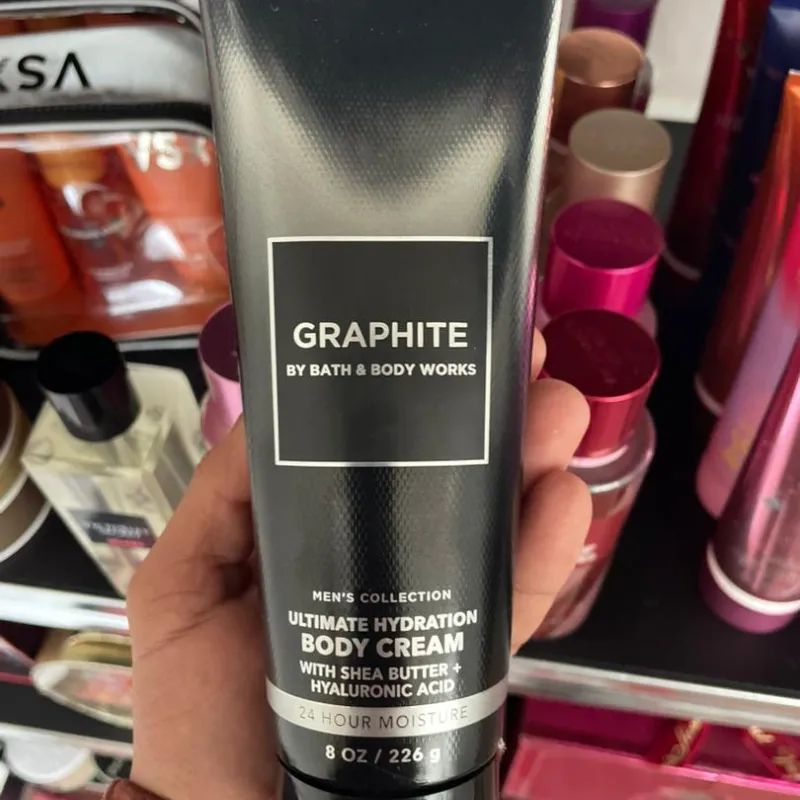 GRAPHITE
BY BATH & BODY WORKS
MEN'S COLLECTION
ULTIMATE HYDRATION
BODY CREAM
WITH SHEA BUTTER +
HYALURONIC ACID
24 HOUR MOISTURE
8 OZ / 226 g